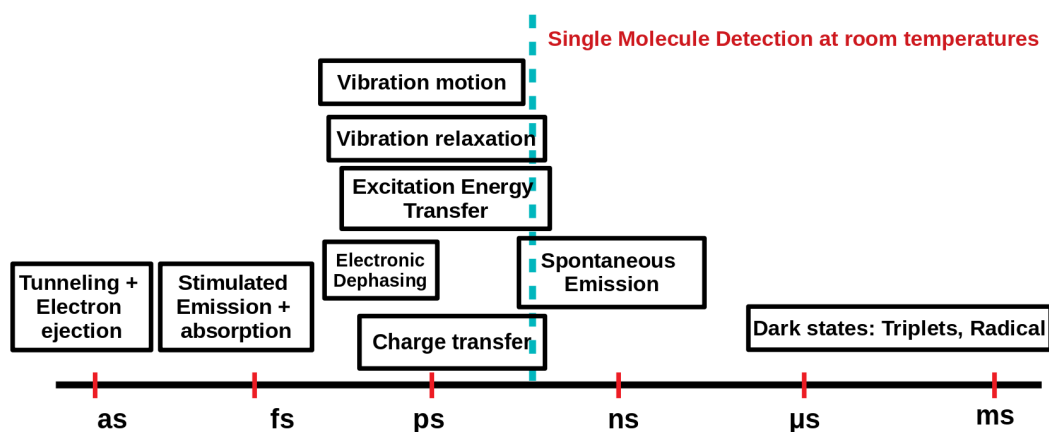 Single Molecule Detection at room temperatures
Vibration motion
Vibration relaxation
Excitation Energy
Transfer
Electronic
Dephasing
Spontaneous
Emission
Tunneling +
Electron
ejection
Stimulated
Emission +
absorption
Charge transfer
Dark states: Triplets, Radical
as
fs
ps
ns
µs
ms